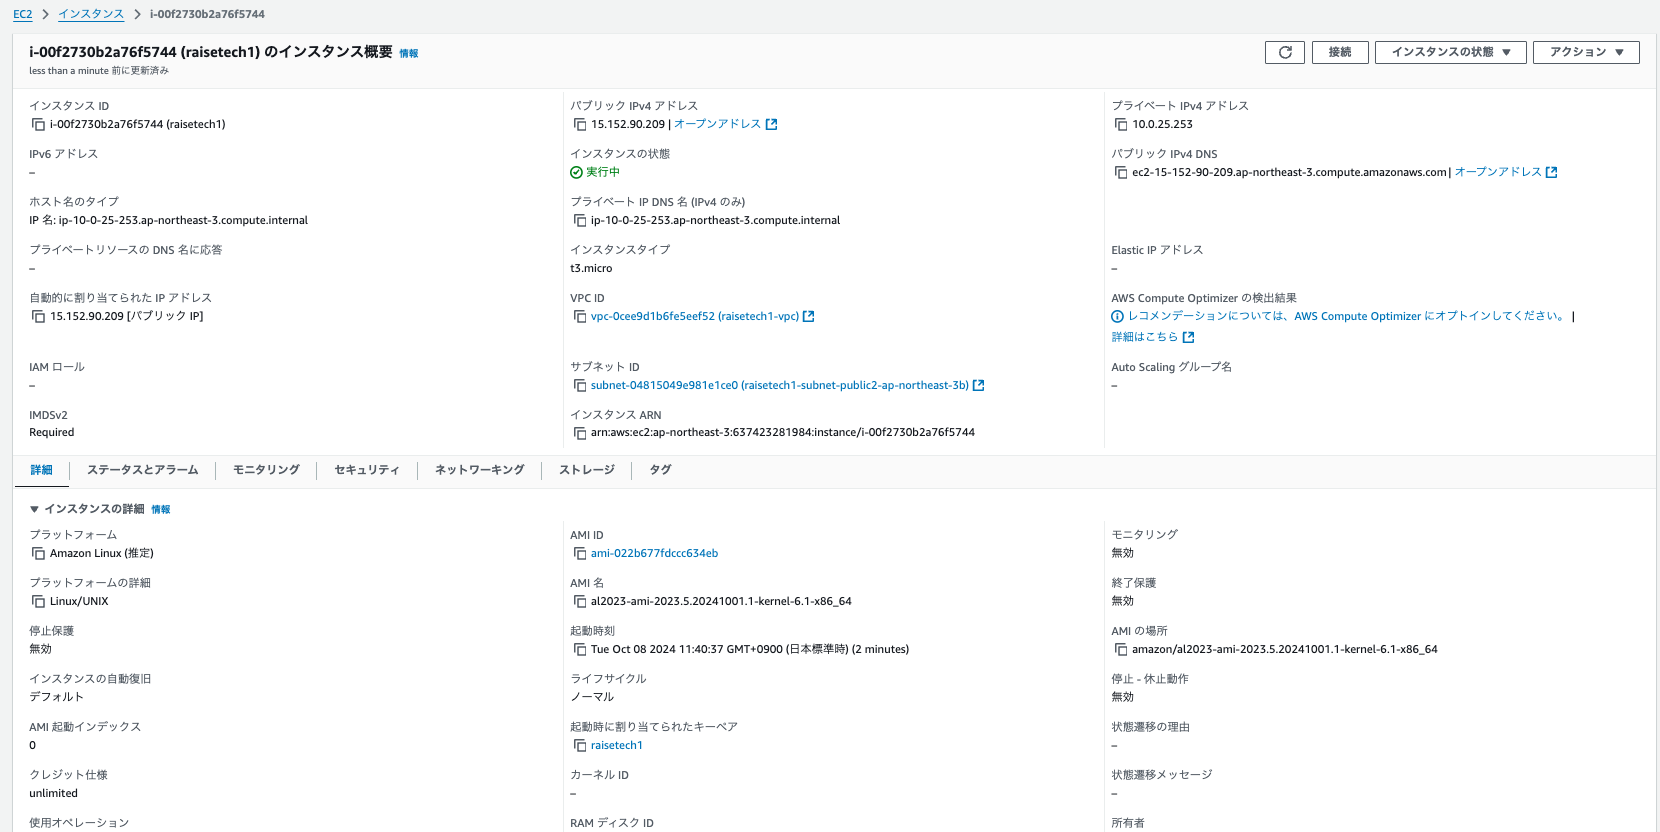 EC2 > インスタンス > i-00f2730b2a76f5744
i-00f2730b2a76f5744 (raisetech1) のインスタンス概要 情報
less than a minute 前に更新済み
接続
インスタンスの状態 ▼
アクション ▼
インスタンス ID
i-00f2730b2a76f5744 (raisetech1)
パブリック IPv4 アドレス
15.152.90.209 | オープンアドレス
プライベート IPv4 アドレス
10.0.25.253
IPv6 アドレス
–
インスタンスの状態
実行中
パブリック IPv4 DNS
ec2-15-152-90-209.ap-northeast-3.compute.amazonaws.com | オープンアドレス
ホスト名のタイプ
IP 名: ip-10-0-25-253.ap-northeast-3.compute.internal
プライベート IP DNS 名 (IPv4 のみ)
ip-10-0-25-253.ap-northeast-3.compute.internal
プライベートリソースの DNS 名に応答
–
インスタンスタイプ
t3.micro
Elastic IP アドレス
–
自動的に割り当てられた IP アドレス
15.152.90.209 [パブリック IP]
VPC ID
vpc-0cee9d1b6fe5eef52 (raisetech1-vpc)
AWS Compute Optimizer の検出結果
レコメンデーションについては、AWS Compute Optimizer にオプトインしてください。 |
詳細はこちら
IAM ロール
–
サブネット ID
subnet-04815049e981e1ce0 (raisetech1-subnet-public2-ap-northeast-3b)
Auto Scaling グループ名
–
IMDSv2
Required
インスタンス ARN
arn:aws:ec2:ap-northeast-3:637423281984:instance/i-00f2730b2a76f5744
詳細
ステータスとアラーム
モニタリング
セキュリティ
ネットワーキング
ストレージ
タグ
▼ インスタンスの詳細 情報
プラットフォーム
Amazon Linux (推定)
AMI ID
ami-022b677fdccc634eb
モニタリング
無効
プラットフォームの詳細
Linux/UNIX
AMI 名
al2023-ami-2023.5.20241001.1-kernel-6.1-x86_64
終了保護
無効
停止保護
無効
起動時刻
Tue Oct 08 2024 11:40:37 GMT+0900 (日本標準時) (2 minutes)
AMI の場所
amazon/al2023-ami-2023.5.20241001.1-kernel-6.1-x86_64
インスタンスの自動復旧
デフォルト
ライフサイクル
ノーマル
停止 - 休止動作
無効
AMI 起動インデックス
0
起動時に割り当てられたキーペア
raisetech1
状態遷移の理由
–
クレジット仕様
unlimited
カーネル ID
–
状態遷移メッセージ
–
使用オペレーション
RAM ディスク ID
所有者